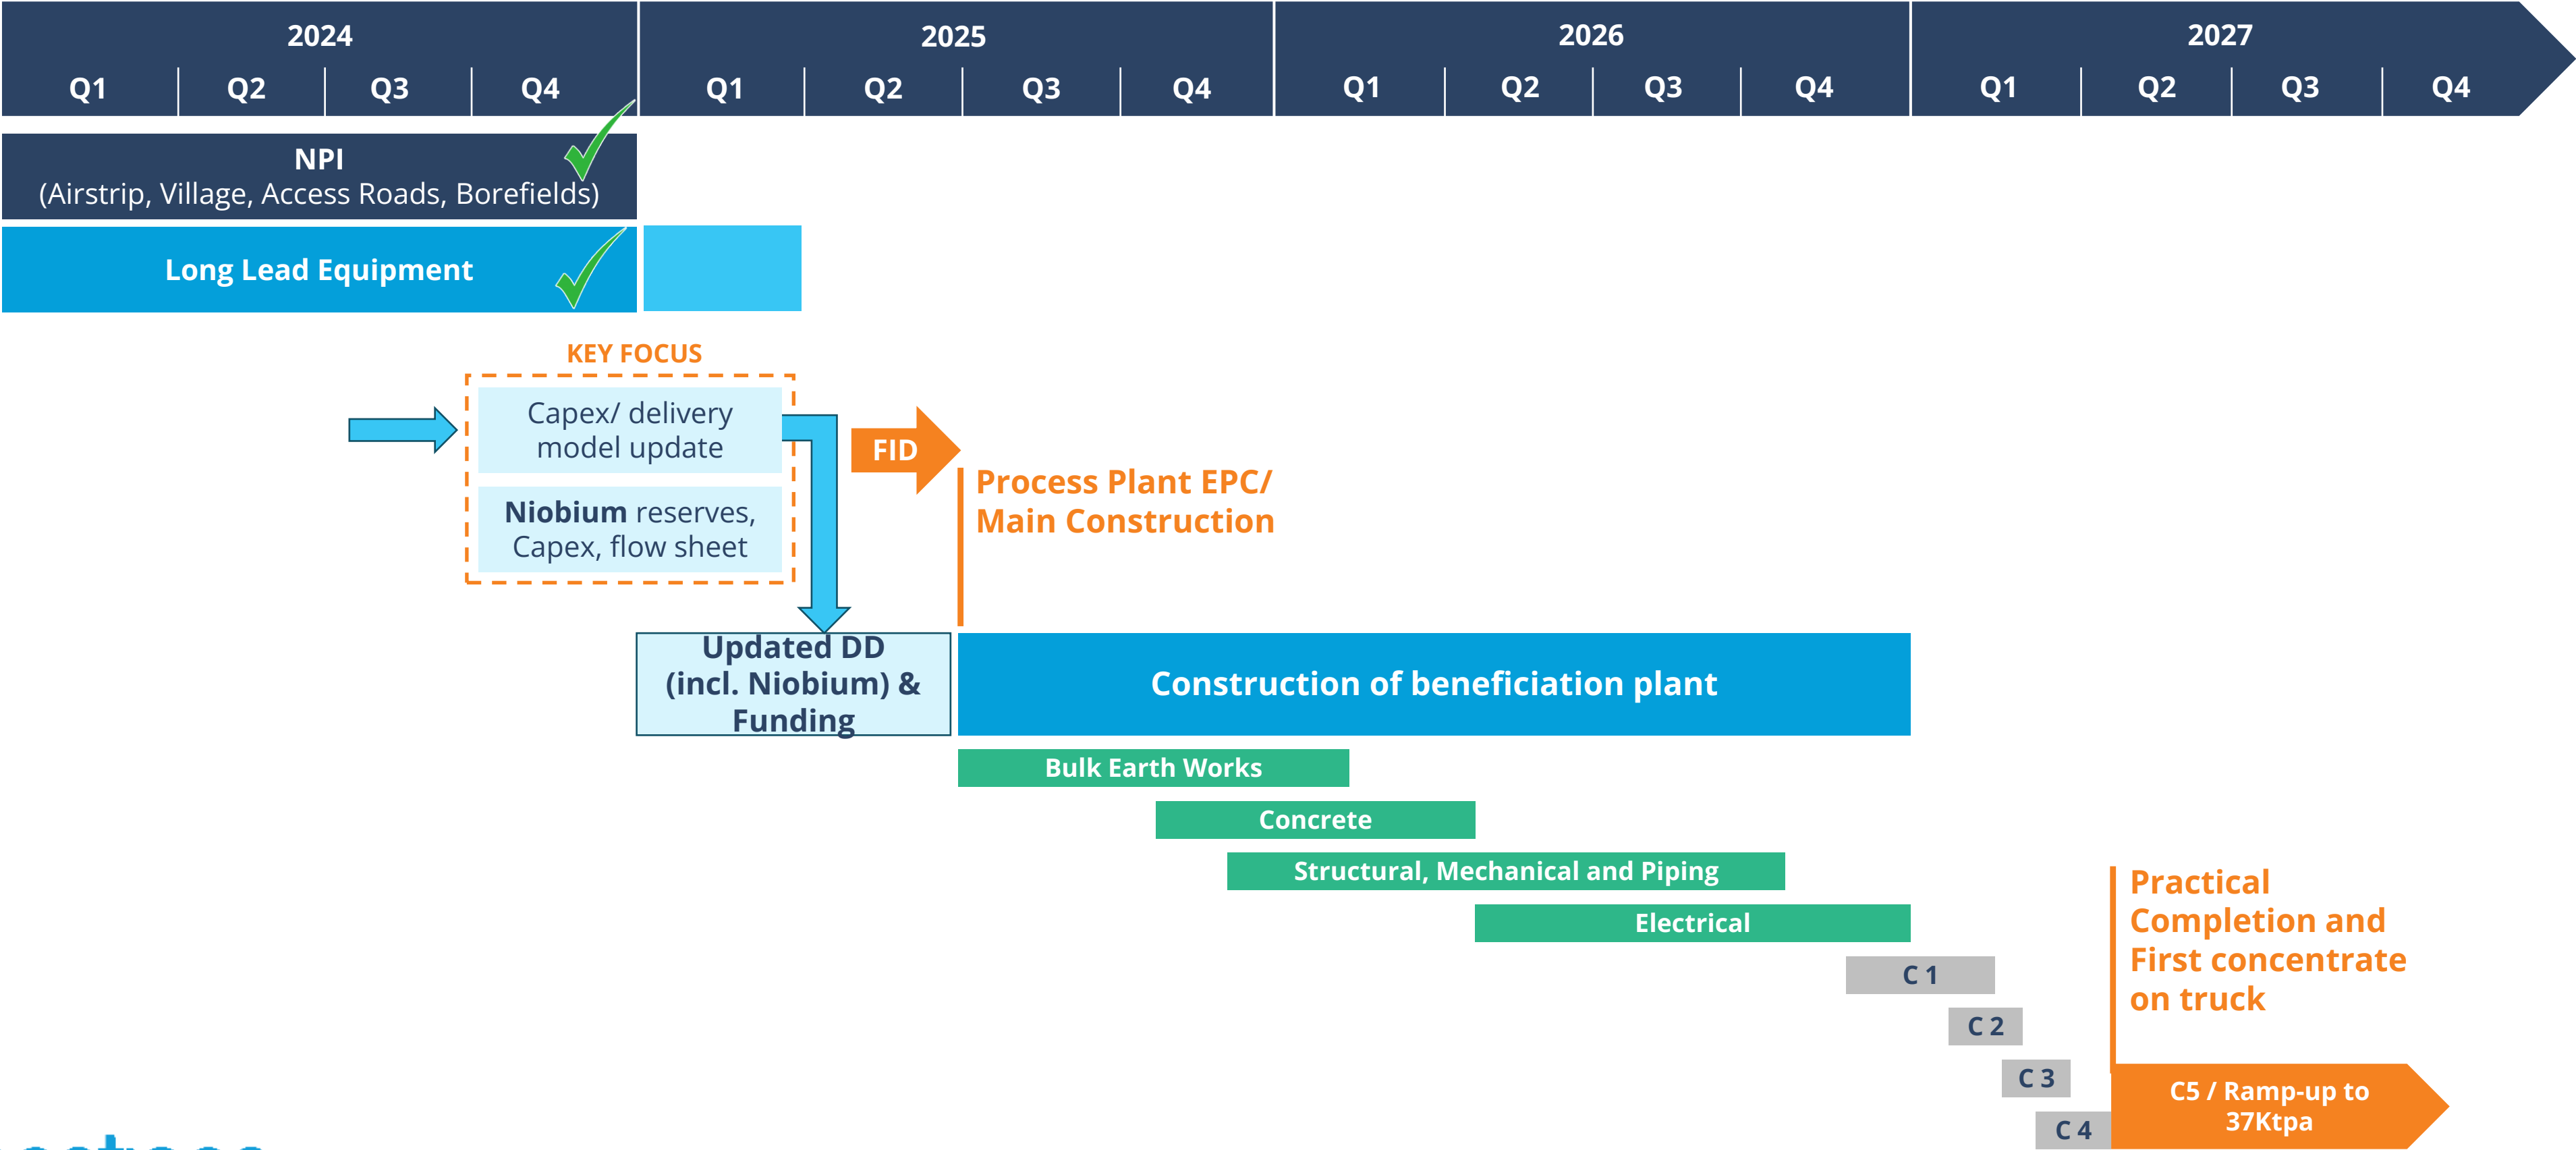 2024
2025
2026
2027
Q1
Q2
Q3
Q4
Q1
Q2
Q3
Q4
Q1
Q2
Q3
Q4
Q1
Q2
Q3
Q4
NPI
(Airstrip, Village, Access Roads, Borefields)
Long Lead Equipment
KEY FOCUS
Capex/ delivery
model update
Niobium reserves,
Capex, flow sheet
FID
Process Plant EPC/
Main Construction
Updated DD
(incl. Niobium) &
Funding
Construction of beneficiation plant
Bulk Earth Works
Concrete
Structural, Mechanical and Piping
Electrical
C 1
C 2
C 3
C 4
Practical
Completion and
First concentrate
on truck
C5 / Ramp-up to
37Ktpa